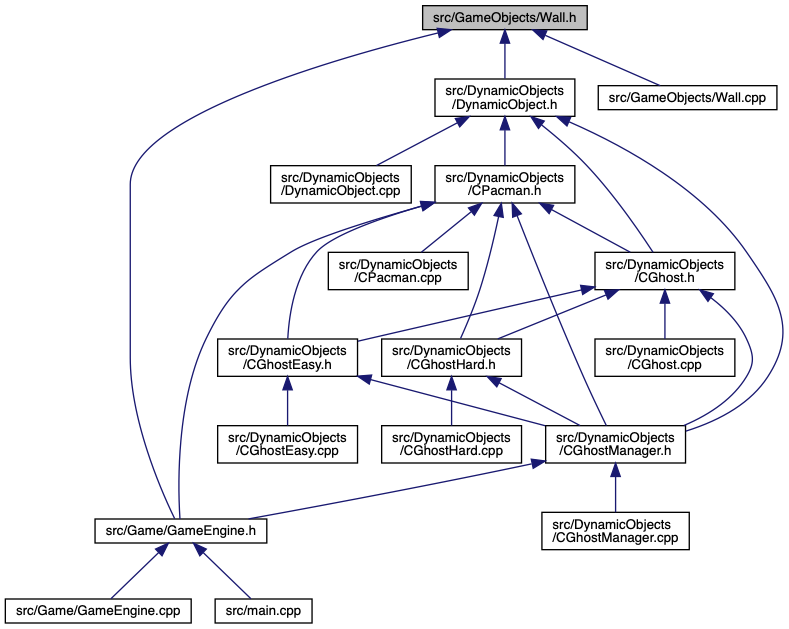 src/GameObjects/Wall.h
src/DynamicObjects
/DynamicObject.h
src/GameObjects/Wall.cpp
src/DynamicObjects
/DynamicObject.cpp
src/DynamicObjects
/CPacman.h
src/DynamicObjects
/CPacman.cpp
src/DynamicObjects
/CGhost.h
src/DynamicObjects
/CGhostEasy.h
src/DynamicObjects
/CGhostHard.h
src/DynamicObjects
/CGhost.cpp
src/DynamicObjects
/CGhostEasy.cpp
src/DynamicObjects
/CGhostHard.cpp
src/DynamicObjects
/CGhostManager.h
src/Game/GameEngine.h
src/DynamicObjects
/CGhostManager.cpp
src/Game/GameEngine.cpp
src/main.cpp